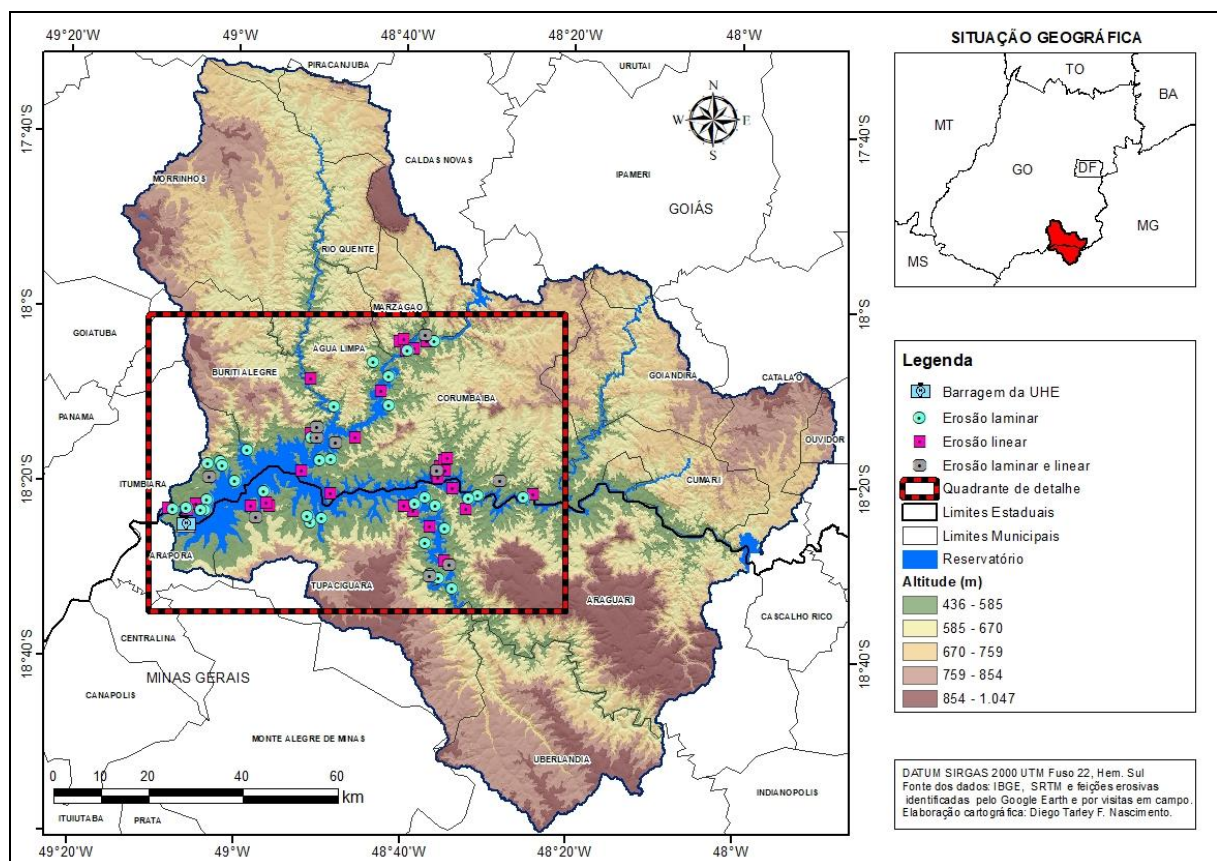 49°20'W
49°W
48°40'W
48°20'W
48°W
17°40'S
18°S
18°20'S
18°40'S
17°40'S
18°S
18°20'S
18°40'S
PIRACANJUBA
URUTAI
N
W
E
S
CALDAS NOVAS
IPAMERI
MORRINHOS
GOIÁS
RIO QUENTE
MARZAGAO
GOIATUBA
AGUA LIMPA
BURITI ALEGRE
GOIANDIRA
CATALAO
CORUMBAIBA
PANAMA
OUVIDOR
ITUMBIARA
CUMARI
ARAPORA
TUPACIGUARA
ARAGUARI
CASCALHO RICO
CENTRALINA
MINAS GERAIS
CANAPOLIS
MONTE ALEGRE DE MINAS
UBERLANDIA
INDIANOPOLIS
0 10 20 40 60
km
ITUIUTABA
PRATA
49°20'W
49°W
48°40'W
48°20'W
48°W
SITUAÇÃO GEOGRÁFICA
TO
BA
MT
GO
DF
MG
MS
Legenda
Barragem da UHE
Erosão laminar
Erosão linear
Erosão laminar e linear
Quadrante de detalhe
Limites Estaduais
Limites Municipais
Reservatório
Altitude (m)
436 - 585
585 - 670
670 - 759
759 - 854
854 - 1.047
DATUM SIRGAS 2000 UTM Fuso 22, Hem. Sul
Fonte dos dados: IBGE, SRTM e feições erosivas
identificadas pelo Google Earth e por visitas em campo.
Elaboração cartográfica: Diego Tarley F. Nascimento.